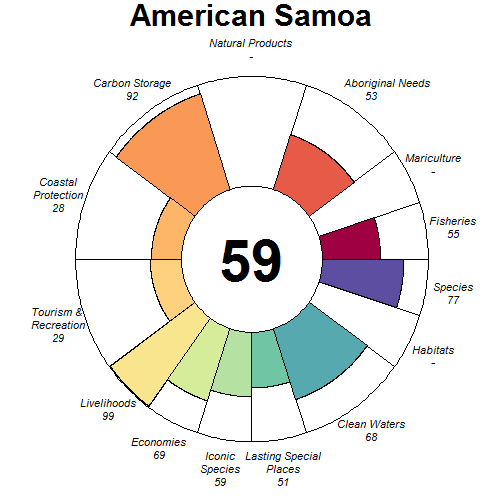 American Samoa
Natural Products
-
Carbon Storage
92
Aboriginal Needs
53
Mariculture
-
Coastal
Protection
28
Fisheries
55
59
Species
77
Tourism &
Recreation
29
Habitats
-
Livelihoods
99
Clean Waters
68
Economies
69
Iconic
Species
59
Lasting Special
Places
51